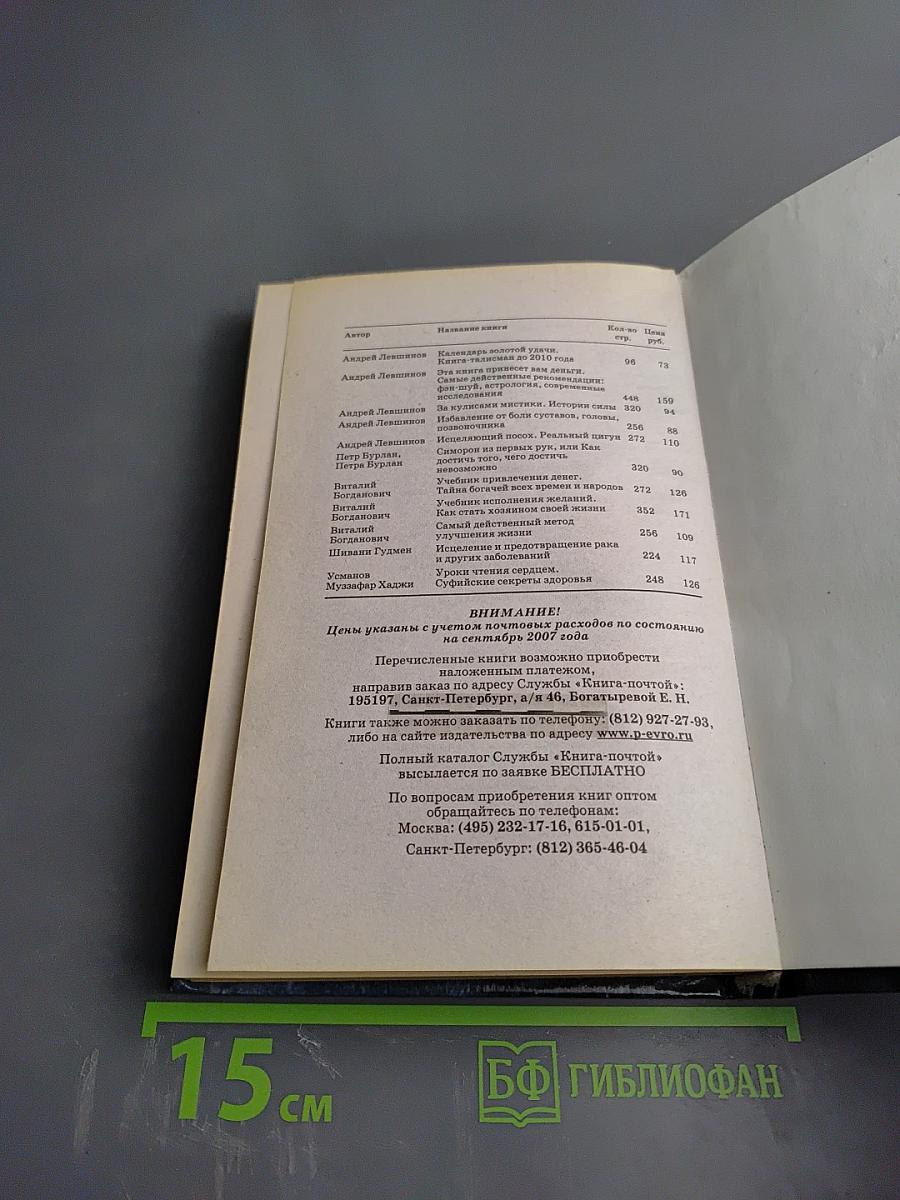 Автор Название книги Кол-во стр. Цена руб.
Андрей Левшинов Календарь золотой удачи.
Книга-талисман до 2010 года 96 73
Андрей Левшинов Эта книга принесет вам деньги.
Самые действенные рекомендации:
фэн-шуй, астрология, современные
исследования 448 159
Андрей Левшинов За кулисами мистики. Истории силы 320 94
Андрей Левшинов Избавление от боли суставов, головы,
позвоночника 256 88
Андрей Левшинов Исцеляющий посох. Реальный цигун 272 110
Петр Бурлан, Симорон из первых рук, или Как
Петра Бурлан достичь того, чего достичь
невозможно 320 90
Виталий Учебник привлечения денег.
Богданович Тайна богачей всех времен и народов 272 126
Виталий Учебник исполнения желаний.
Богданович Как стать хозяином своей жизни 352 171
Виталий Самый действенный метод
Богданович улучшения жизни 256 109
Шивани Гудмен Исцеление и предотвращение рака
и других заболеваний 224 117
Усманов Уроки чтения сердцем.
Музаффар Хаджи Суфийские секреты здоровья 248 126
ВНИМАНИЕ!
Цены указаны с учетом почтовых расходов по состоянию
на сентябрь 2007 года
Перечисленные книги возможно приобрести
наложенным платежом,
направив заказ по адресу Службы «Книга-почтой»:
195197, Санкт-Петербург, а/я 46, Богатыревой Е. Н.
Книги также можно заказать по телефону: (812) 927-27-93,
либо на сайте издательства по адресу www.p-evro.ru
Полный каталог Службы «Книга-почтой»
высылается по заявке БЕСПЛАТНО
По вопросам приобретения книг оптом
обращайтесь по телефонам:
Москва: (495) 232-17-16, 615-01-01,
Санкт-Петербург: (812) 365-46-04
15 см
БФ ГИБЛИОФАН